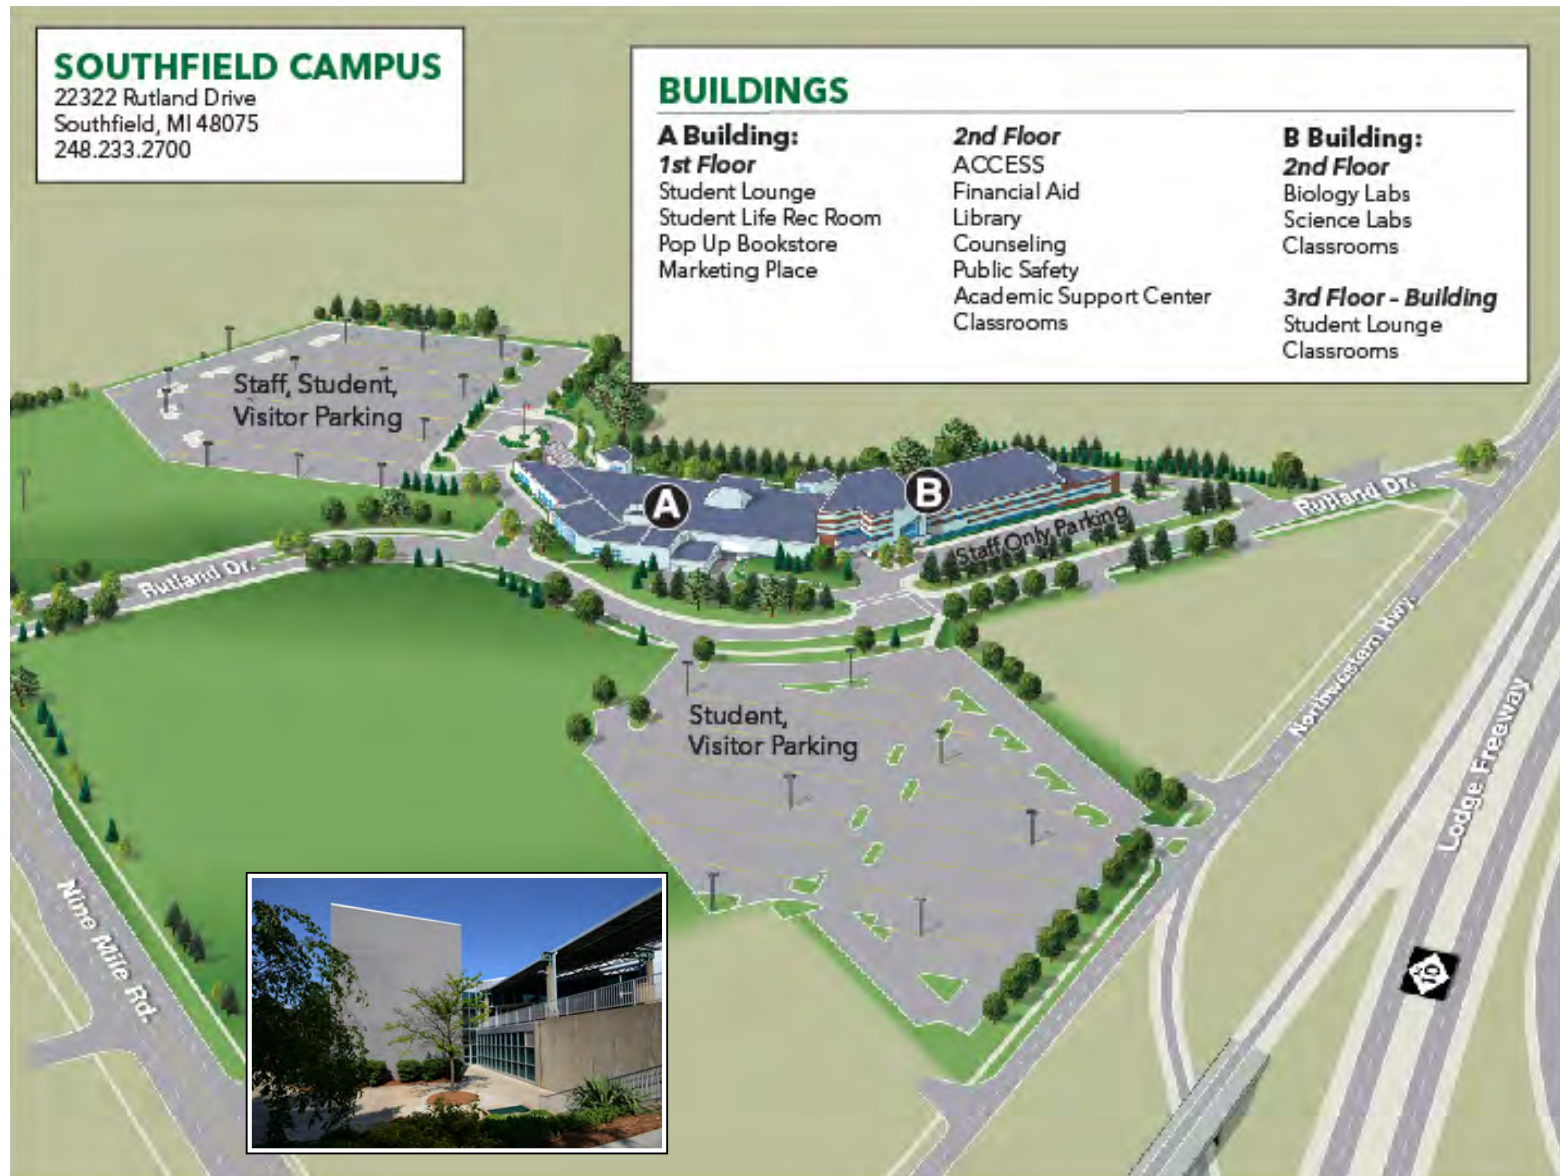 SOUTHFIELD CAMPUS
22322 Rutland Drive
Southfield, MI 48075
248.233.2700
BUILDINGS
A Building:
1st Floor
Student Lounge
Student Life Rec Room
Pop Up Bookstore
Marketing Place
2nd Floor
ACCESS
Financial Aid
Library
Counseling
Public Safety
Academic Support Center
Classrooms
B Building:
2nd Floor
Biology Labs
Science Labs
Classrooms
3rd Floor - Building
Student Lounge
Classrooms
Staff, Student,
Visitor Parking
A
B
Rutland Dr.
Staff Only Parking
Rutland Dr.
Student,
Visitor Parking
Northwestern Hwy.
Lodge Freeway
Nine Mile Rd.
10